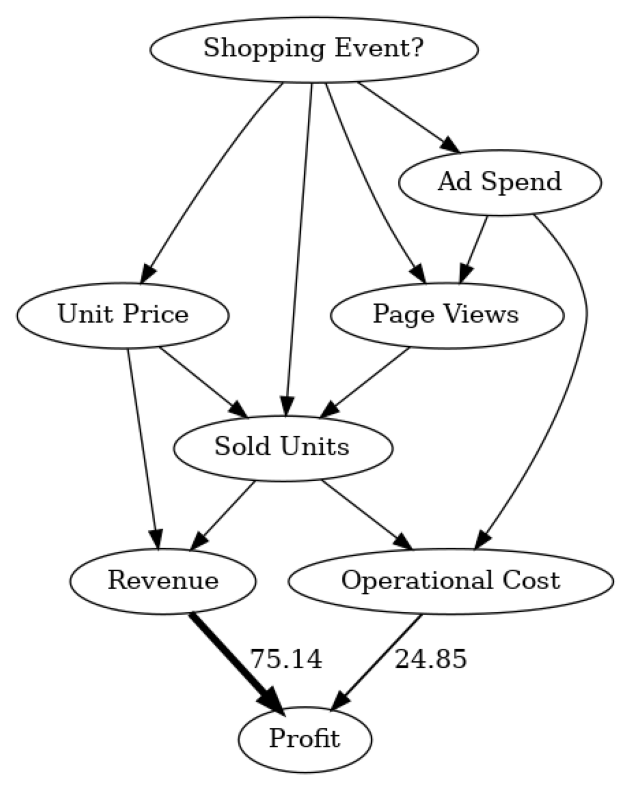 Shopping Event?
Ad Spend
Unit Price
Page Views
Sold Units
Revenue
Operational Cost
75.14
24.85
Profit